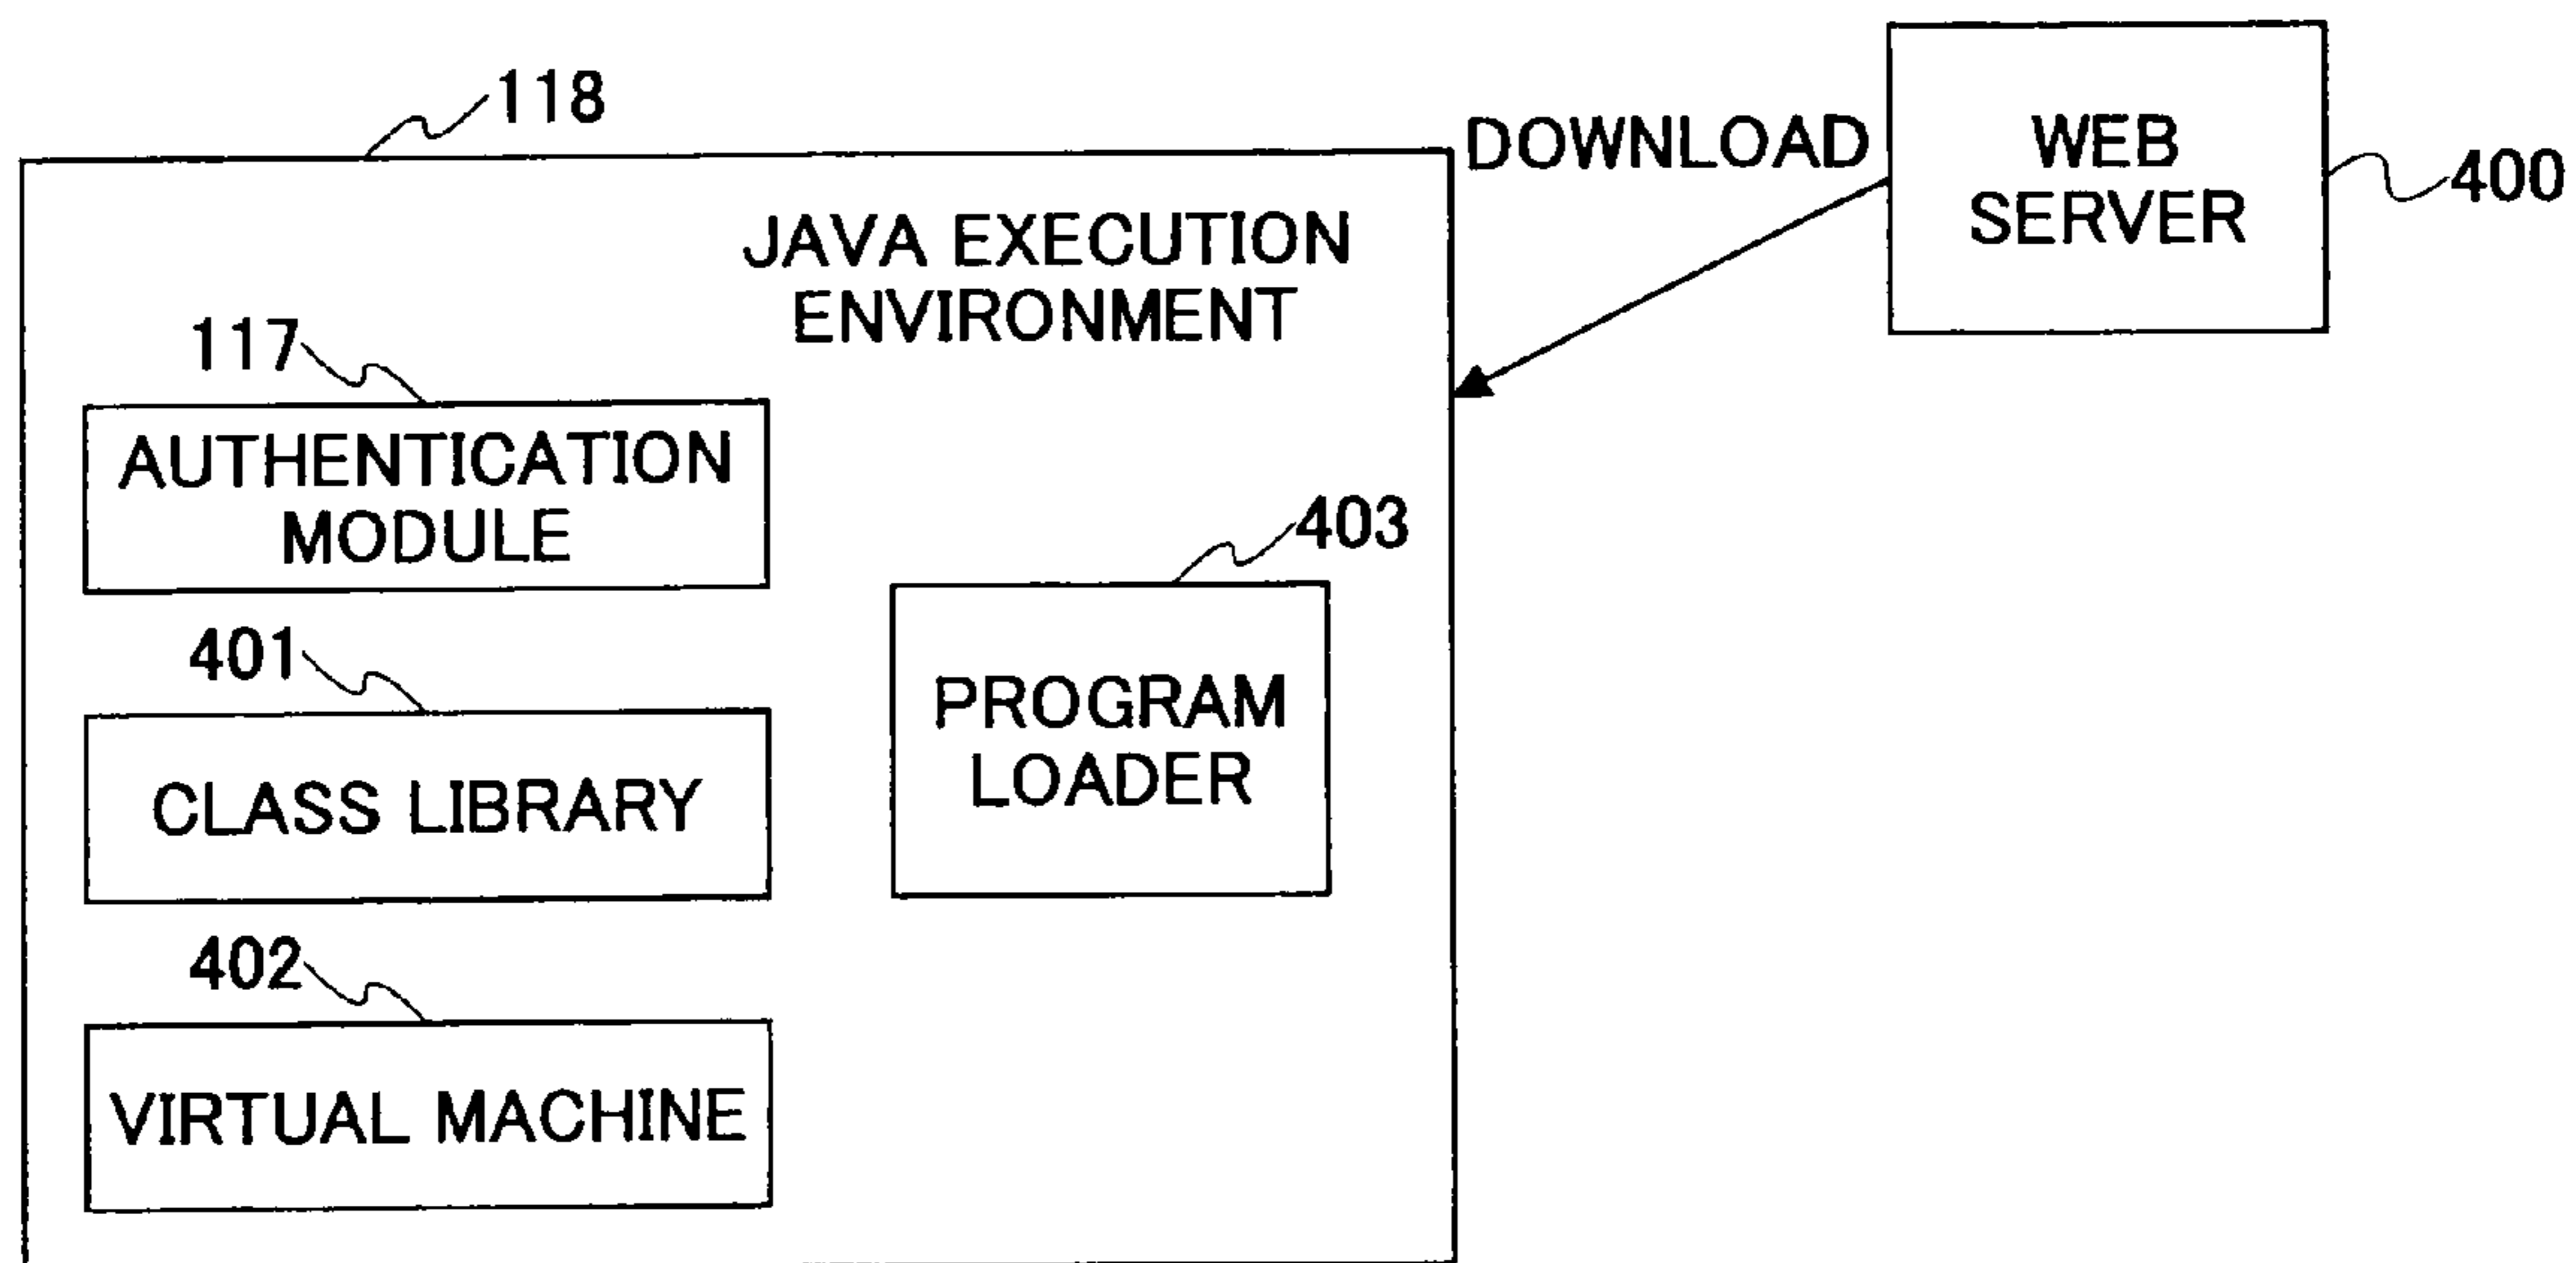 118
DOWNLOAD
WEB
SERVER
400
JAVA EXECUTION
ENVIRONMENT
117
AUTHENTICATION
MODULE
403
401
PROGRAM
LOADER
CLASS LIBRARY
402
VIRTUAL MACHINE